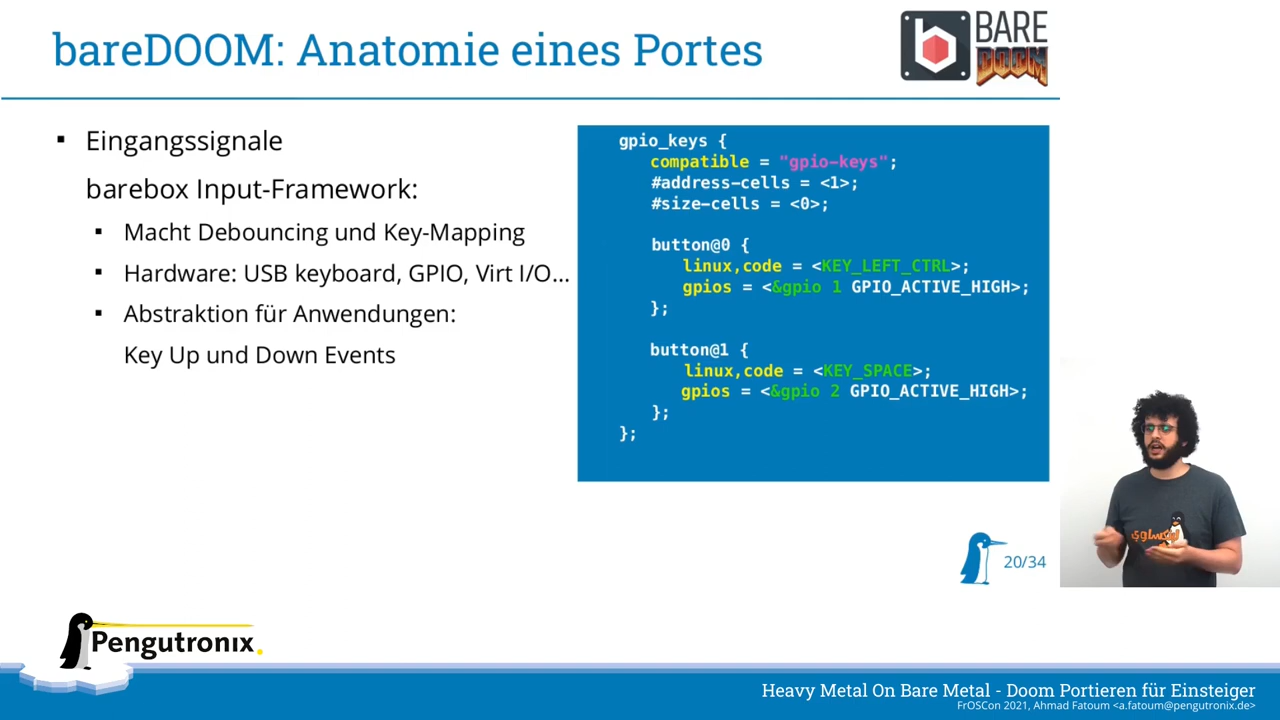 bareDOOM: Anatomie eines Portes
BARE
DOOM
Eingangssignale
barebox Input-Framework:
Macht Debouncing und Key-Mapping
Hardware: USB keyboard, GPIO, Virt I/O...
Abstraktion für Anwendungen:
Key Up und Down Events
gpio_keys {
compatible = "gpio-keys";
#address-cells = <1>;
#size-cells = <0>;
button@0 {
linux,code = <KEY_LEFT_CTRL>;
gpios = <&gpio 1 GPIO_ACTIVE_HIGH>;
};
button@1 {
linux,code = <KEY_SPACE>;
gpios = <&gpio 2 GPIO_ACTIVE_HIGH>;
};
};
20/34
Pengutronix.
Heavy Metal On Bare Metal - Doom Portieren für Einsteiger
FrOSCon 2021, Ahmad Fatoum <a.fatoum@pengutronix.de>